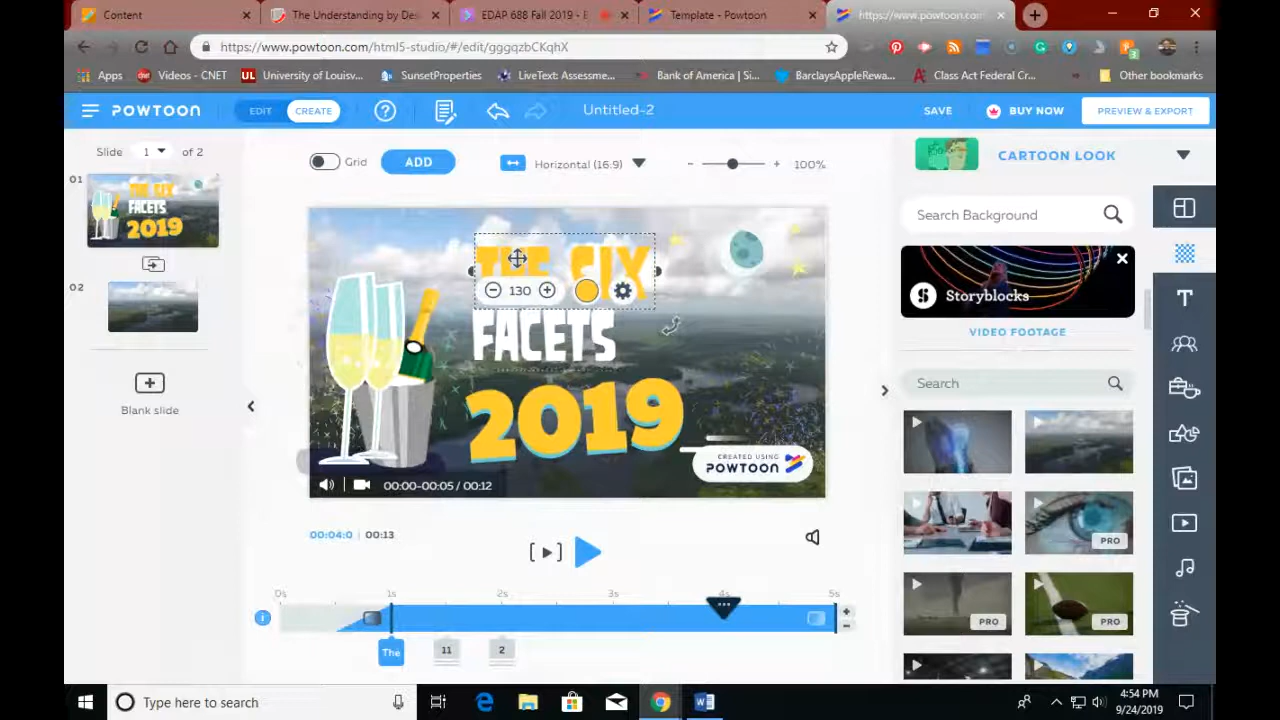 Content
The Understanding by Des
EDAP 688 Fall 2019 - E
Template - Powtoon
https://www.powtoon.com
https://www.powtoon.com/html5-studio/#/edit/gggqzbCKqhX
3
Apps
Videos - CNET
UL University of Louisv...
SunsetProperties
LiveText: Assessme...
Bank of America | Si...
BarclaysAppleRewa...
Class Act Federal Cr...
Other bookmarks
POWTOON
EDIT
CREATE
?
Untitled-2
SAVE
BUY NOW
PREVIEW & EXPORT
Slide 1 of 2
Grid
ADD
Horizontal (16:9)
- + 100%
CARTOON LOOK
01
THE SIX
2019
Search Background
Storyblocks
VIDEO FOOTAGE
02
Blank slide
THE SIX
130
FACETS
2019
CREATED USING
POWTOON
00:00-00:05 / 00:12
Search
PRO
PRO
PRO
00:04:0 | 00:13
0s 1s 2s 3s 4s 5s
The
11
2
Type here to search
4:54 PM
9/24/2019